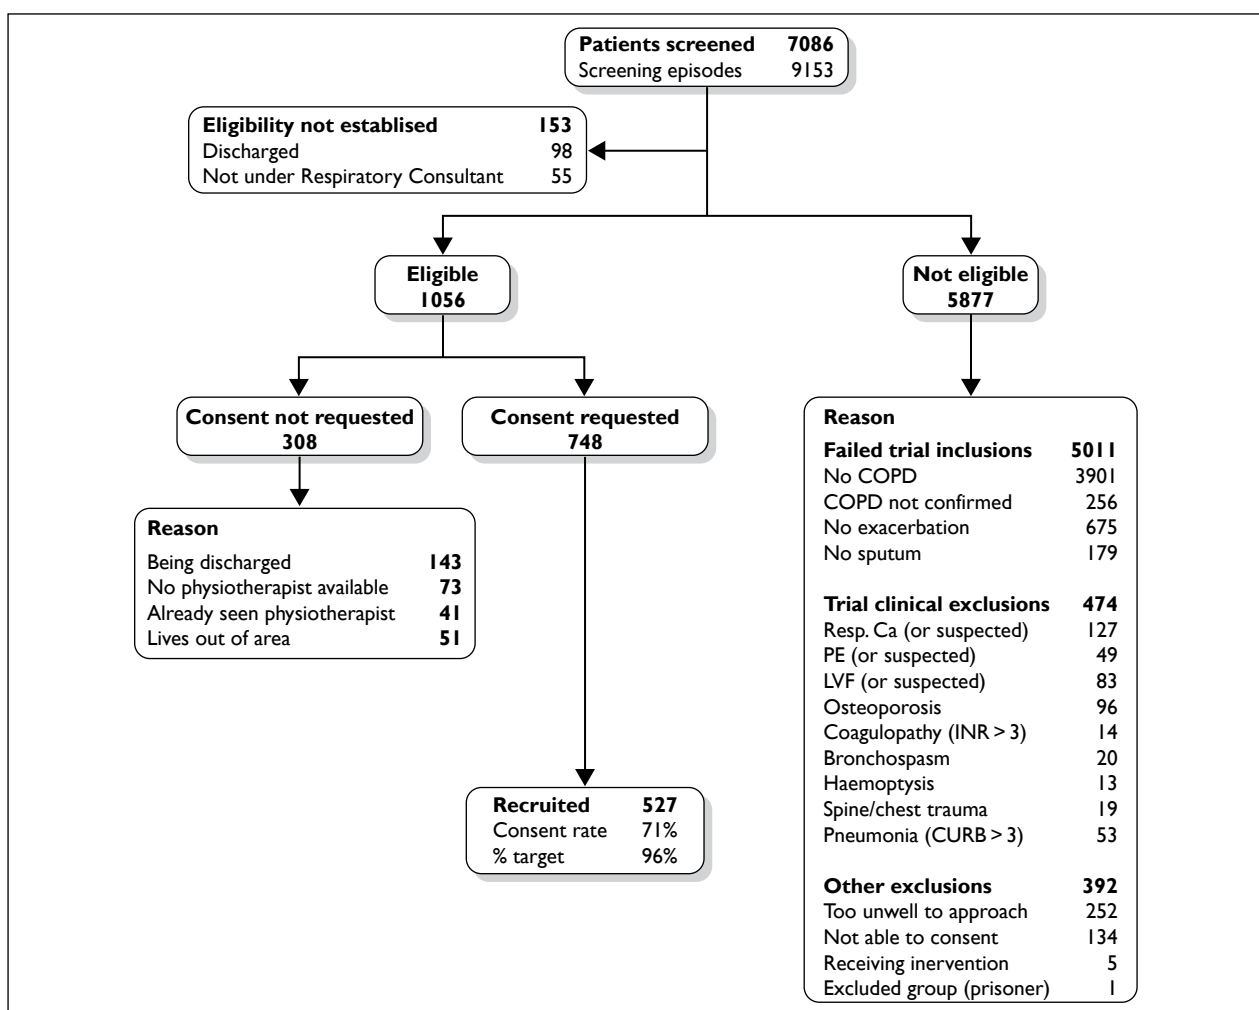 Patients screened 7086
Screening episodes 9153
Eligibility not establised 153
Discharged 98
Not under Respiratory Consultant 55
Eligible
1056
Not eligible
5877
Consent not requested
308
Consent requested
748
Reason
Being discharged 143
No physiotherapist available 73
Already seen physiotherapist 41
Lives out of area 51
Recruited 527
Consent rate 71%
% target 96%
Reason
Failed trial inclusions 5011
No COPD 3901
COPD not confirmed 256
No exacerbation 675
No sputum 179
Trial clinical exclusions 474
Resp. Ca (or suspected) 127
PE (or suspected) 49
LVF (or suspected) 83
Osteoporosis 96
Coagulopathy (INR > 3) 14
Bronchospasm 20
Haemoptysis 13
Spine/chest trauma 19
Pneumonia (CURB > 3) 53
Other exclusions 392
Too unwell to approach 252
Not able to consent 134
Receiving inervention 5
Excluded group (prisoner) 1